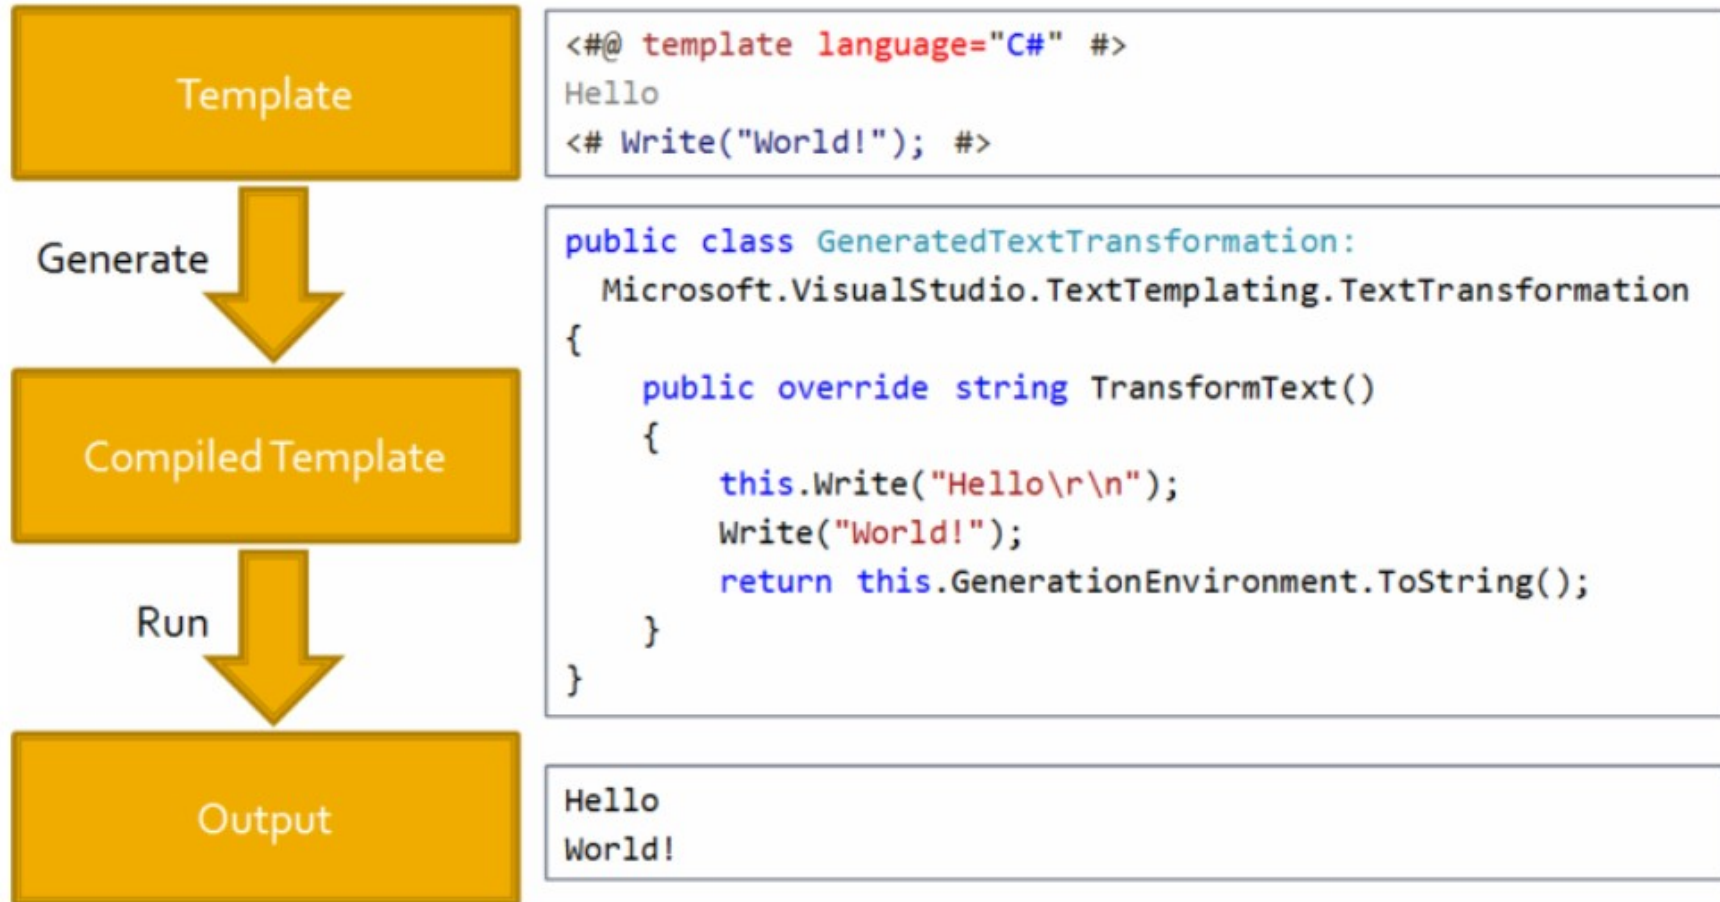 Template
<#@ template language="C#" #>
Hello
<# Write("World!"); #>
Generate
public class GeneratedTextTransformation:
Microsoft.VisualStudio.TextTemplating.TextTransformation
{
public override string TransformText()
{
this.Write("Hello\r\n");
Write("World!");
return this.GenerationEnvironment.ToString();
}
}
Compiled Template
Run
Output
Hello
World!